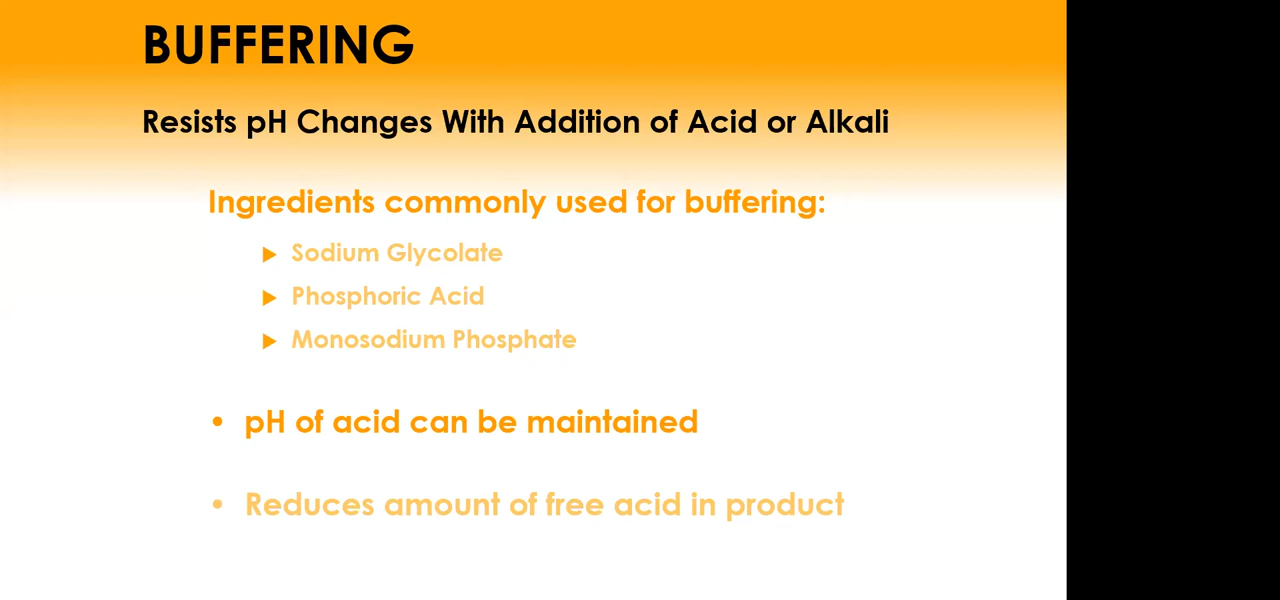 BUFFERING
Resists pH Changes With Addition of Acid or Alkali
Ingredients commonly used for buffering:
▶ Sodium Glycolate
▶ Phosphoric Acid
▶ Monosodium Phosphate
• pH of acid can be maintained
• Reduces amount of free acid in product